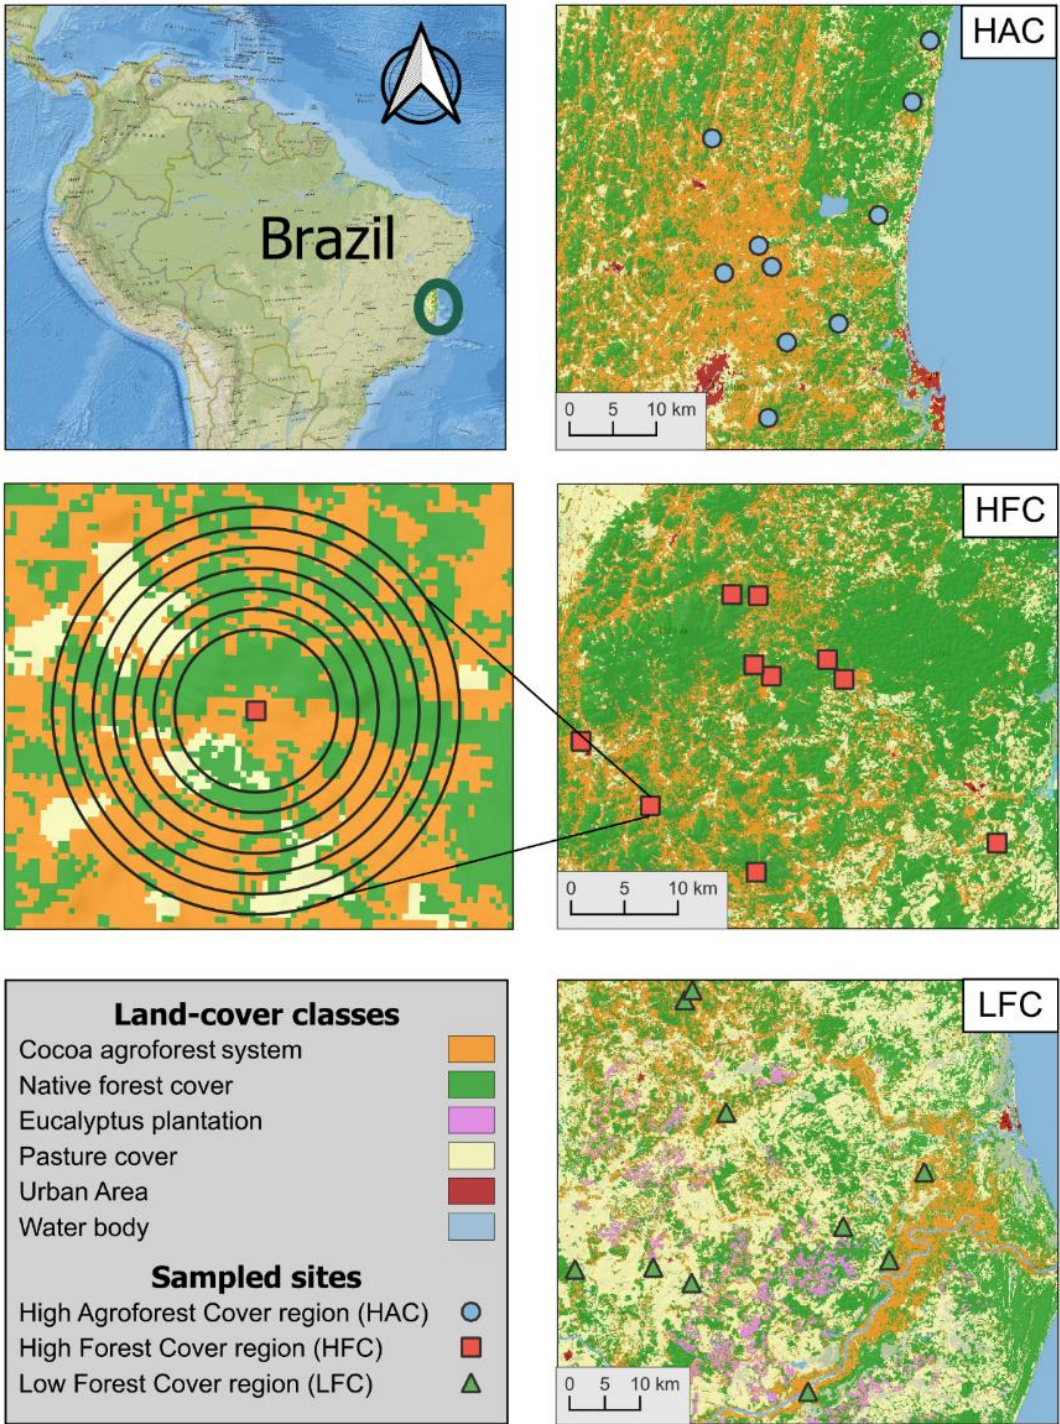 Brazil
HAC
0 5 10 km
HFC
0 5 10 km
Land-cover classes
Cocoa agroforest system
Native forest cover
Eucalyptus plantation
Pasture cover
Urban Area
Water body
Sampled sites
High Agroforest Cover region (HAC)
High Forest Cover region (HFC)
Low Forest Cover region (LFC)
LFC
0 5 10 km